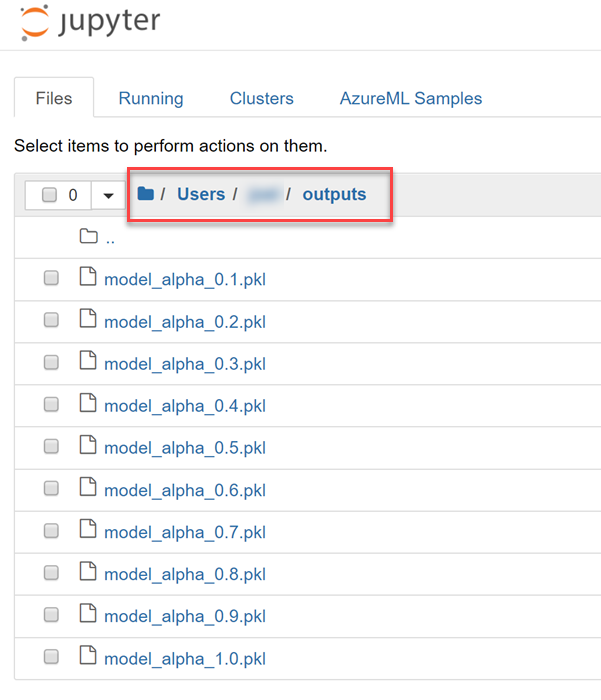 jupyter
Files Running Clusters AzureML Samples
Select items to perform actions on them.
0 / Users / / outputs
..
model_alpha_0.1.pkl
model_alpha_0.2.pkl
model_alpha_0.3.pkl
model_alpha_0.4.pkl
model_alpha_0.5.pkl
model_alpha_0.6.pkl
model_alpha_0.7.pkl
model_alpha_0.8.pkl
model_alpha_0.9.pkl
model_alpha_1.0.pkl